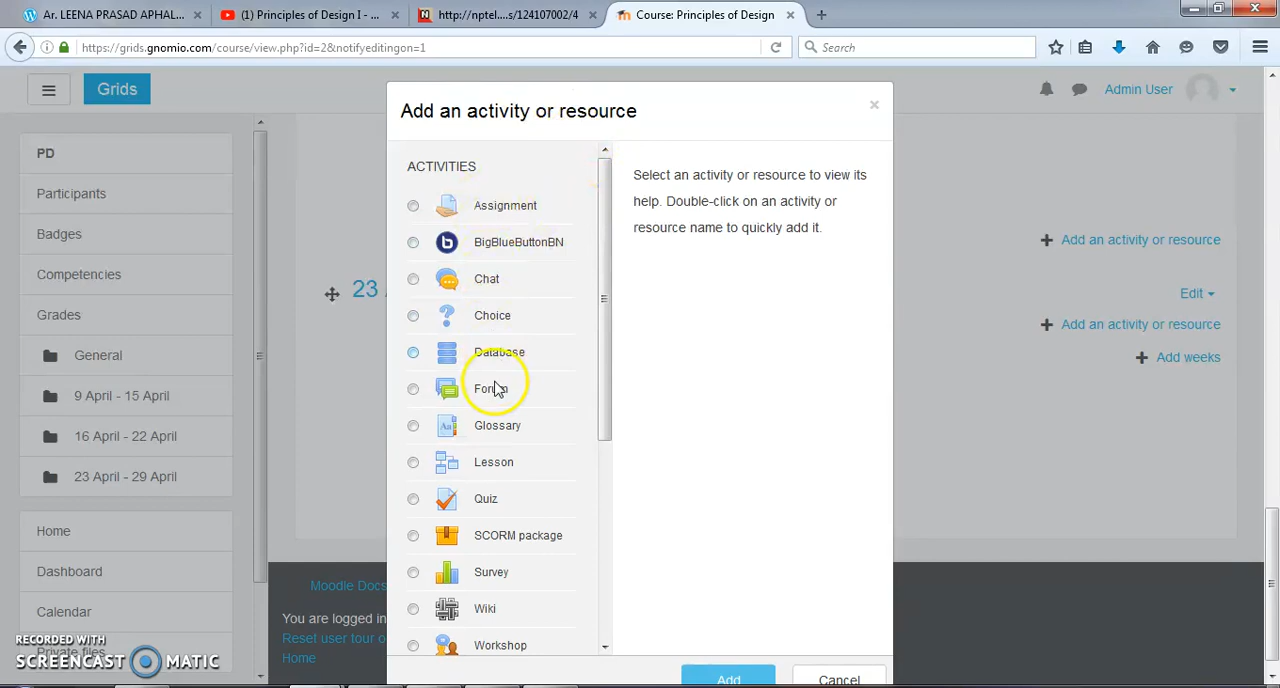 Ar. LEENA PRASAD APHAL...
(1) Principles of Design I - ...
http://nptel....s/124107002/4
Course: Principles of Design
https://grids.gnomio.com/course/view.php?id=2&notifyeditingon=1
Search
Grids
Admin User
PD
Participants
Badges
Competencies
Grades
General
9 April - 15 April
16 April - 22 April
23 April - 29 April
Home
Dashboard
Calendar
Private files
23
Add an activity or resource
ACTIVITIES
Assignment
BigBlueButtonBN
Chat
Choice
Database
Forum
Glossary
Lesson
Quiz
SCORM package
Survey
Wiki
Workshop
Select an activity or resource to view its
help. Double-click on an activity or
resource name to quickly add it.
Add
Cancel
Add an activity or resource
Edit
Add an activity or resource
Add weeks
Moodle Docs
You are logged in
Reset user tour o
Home
RECORDED WITH
SCREENCAST MATIC